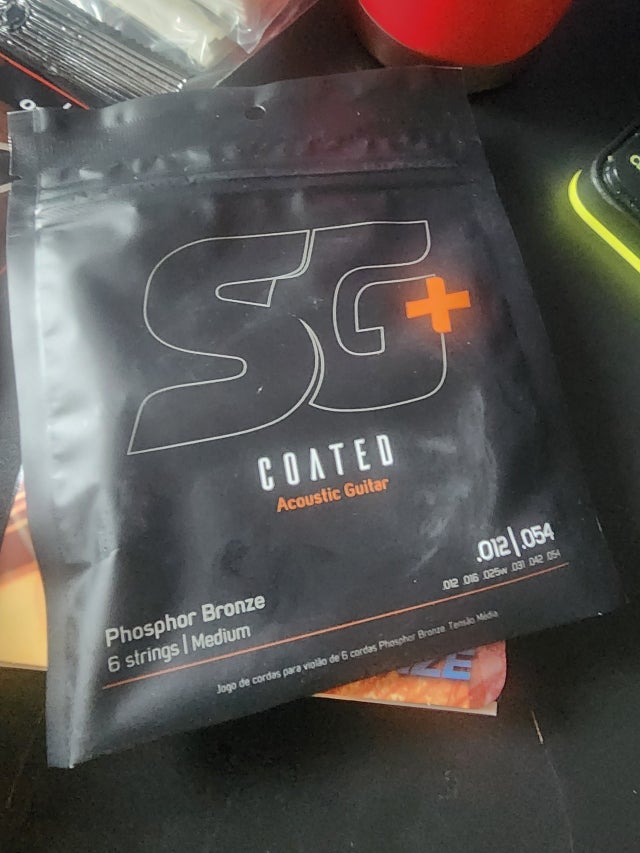 SG+
COATED
Acoustic Guitar
.012|.054
.012 .016 .025w .031 .042 .054
Phosphor Bronze
6 strings | Medium
Jogo de cordas para violão de 6 cordas Phosphor Bronze. Tensão Média